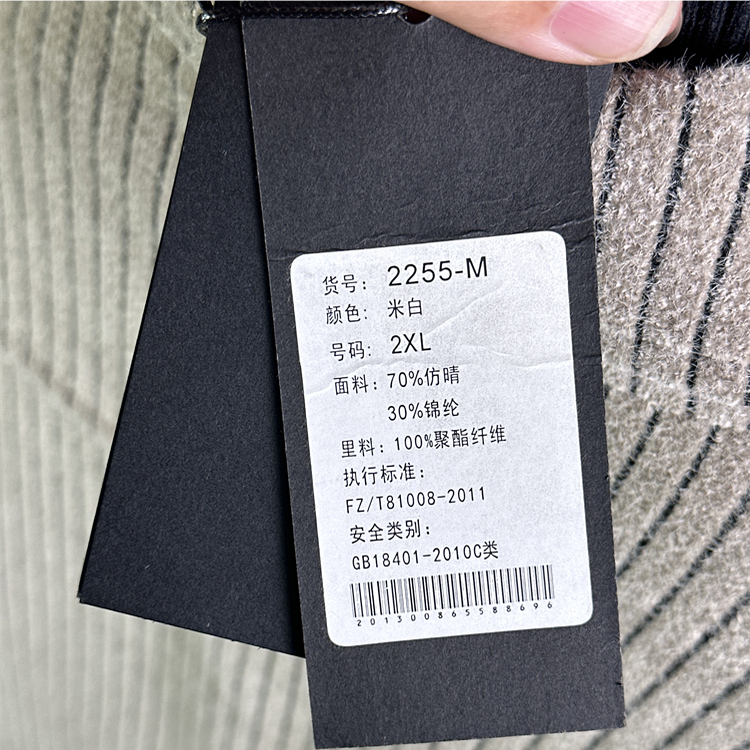 货号: 2255-M
颜色: 米白
号码: 2XL
面料: 70%仿晴
30%锦纶
里料: 100%聚酯纤维
执行标准:
FZ/T81008-2011
安全类别:
GB18401-2010C类
201300865588696